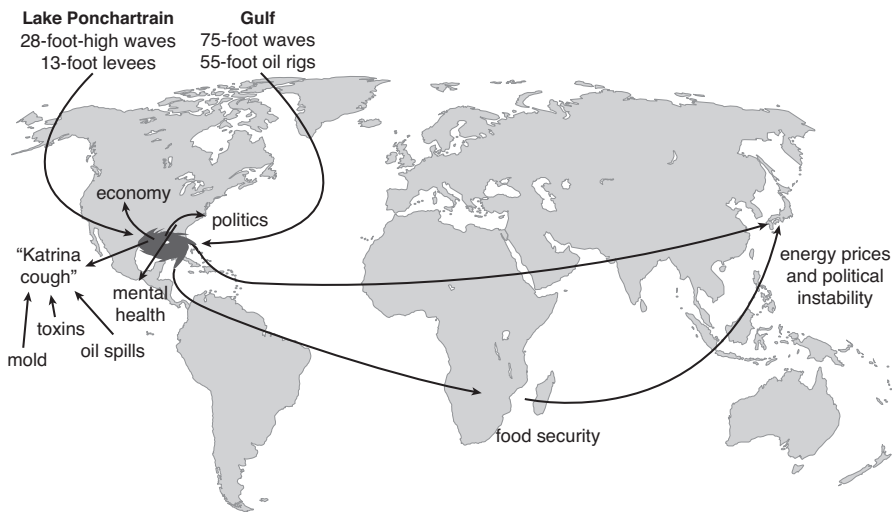 Lake Ponchartrain
28-foot-high waves
13-foot levees
Gulf
75-foot waves
55-foot oil rigs
economy
politics
“Katrina
cough”
mental
health
toxins
mold
oil spills
energy prices
and political
instability
food security